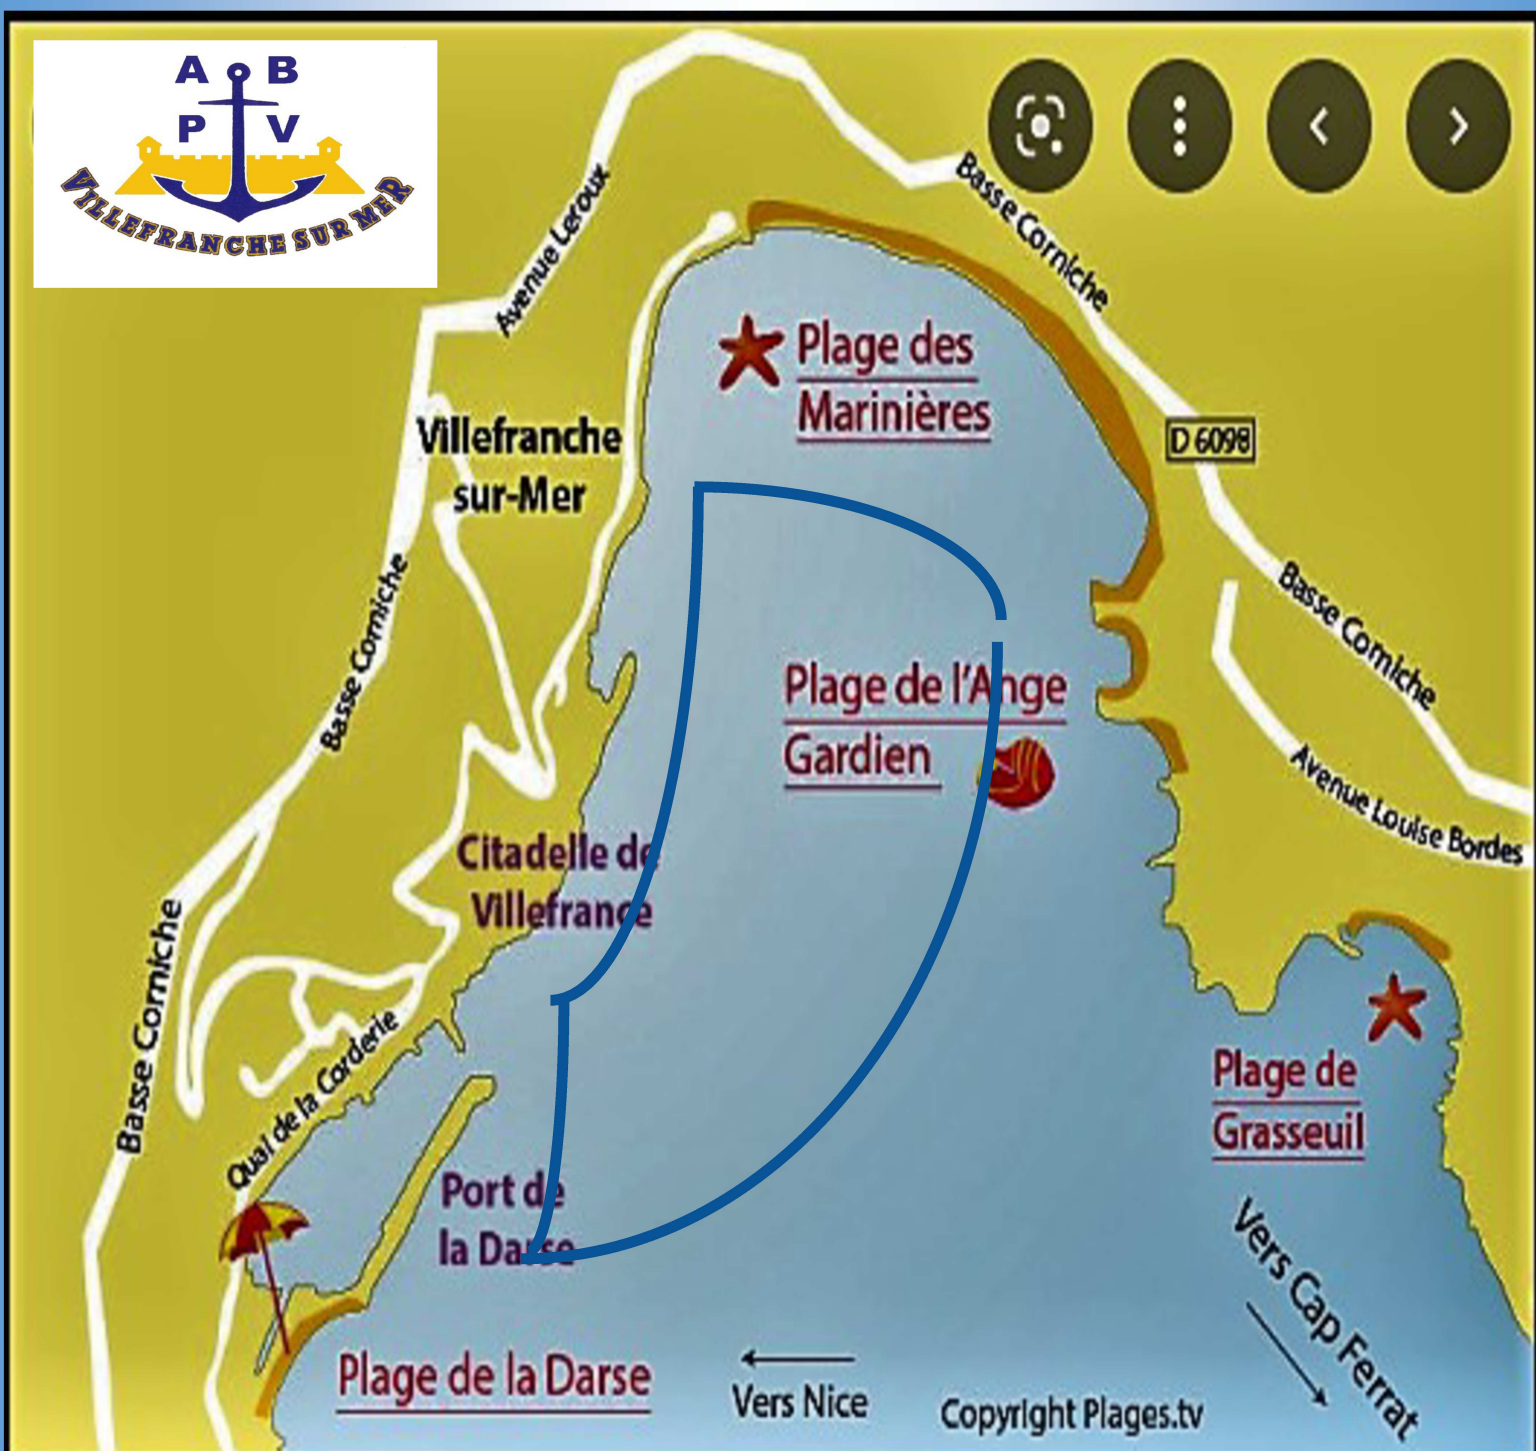 A B
P V
VILLEFRANCHE SUR MER
Avenue Leroux
Basse Corniche
Plage des
Marinières
D 6098
Villefranche
sur-Mer
Basse Corniche
Basse Corniche
Plage de l'Ange
Gardien
Avenue Louise Bordes
Citadelle de
Villefrance
Basse Corniche
Quai de la Corderie
Plage de
Grasseuil
Port de
la Darse
Vers Cap Ferrat
Plage de la Darse
Vers Nice
Copyright Plages.tv